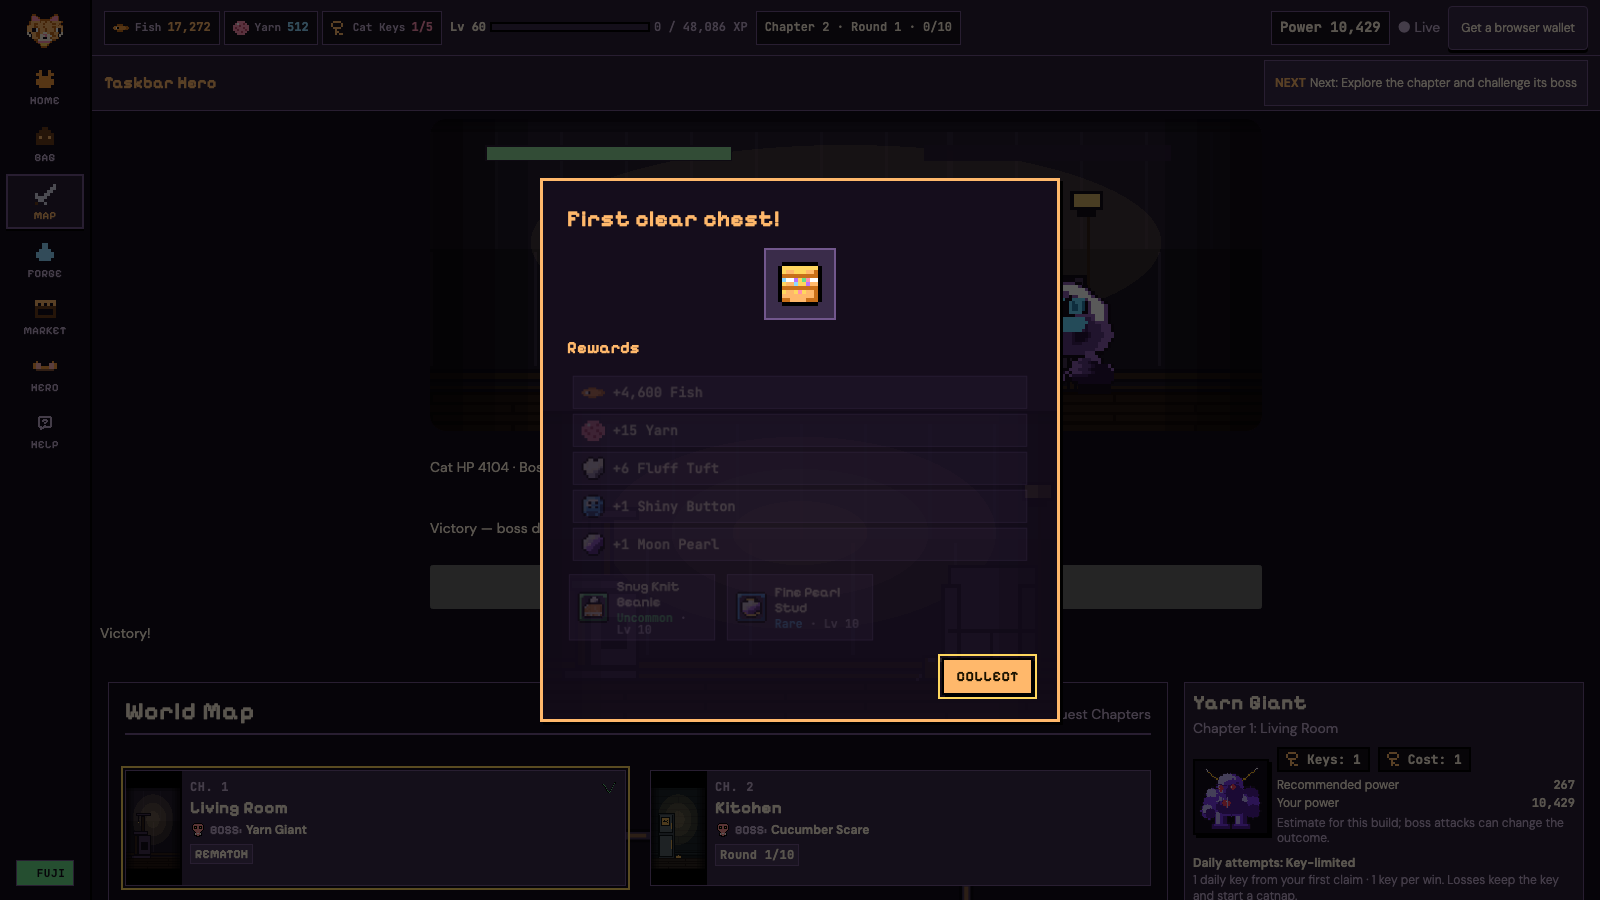 Fish 17,272
Yarn 512
Cat Keys 1/5
Lv 60
0 / 48,086 XP
Chapter 2 · Round 1 · 0/10
Power 10,429
Live
Get a browser wallet
Taskbar Hero
NEXT Next: Explore the chapter and challenge its boss
HOME
BAG
MAP
FORGE
MARKET
HERO
HELP
FUJI
First clear chest!
Rewards
+4,600 Fish
+15 Yarn
+6 Fluff Tuft
+1 Shiny Button
+1 Moon Pearl
Snug Knit
Beanie
Uncommon ·
Lv 10
Fine Pearl
Stud
Rare · Lv 10
COLLECT
Cat HP 4104 · Bos
Victory — boss d
Victory!
World Map
uest Chapters
CH. 1
Living Room
BOSS: Yarn Giant
REMATCH
CH. 2
Kitchen
BOSS: Cucumber Scare
Round 1/10
Yarn Giant
Chapter 1: Living Room
Keys: 1
Cost: 1
Recommended power 267
Your power 10,429
Estimate for this build; boss attacks can change the
outcome.
Daily attempts: Key-limited
1 daily key from your first claim · 1 key per win. Losses keep the key
and start a catnap.